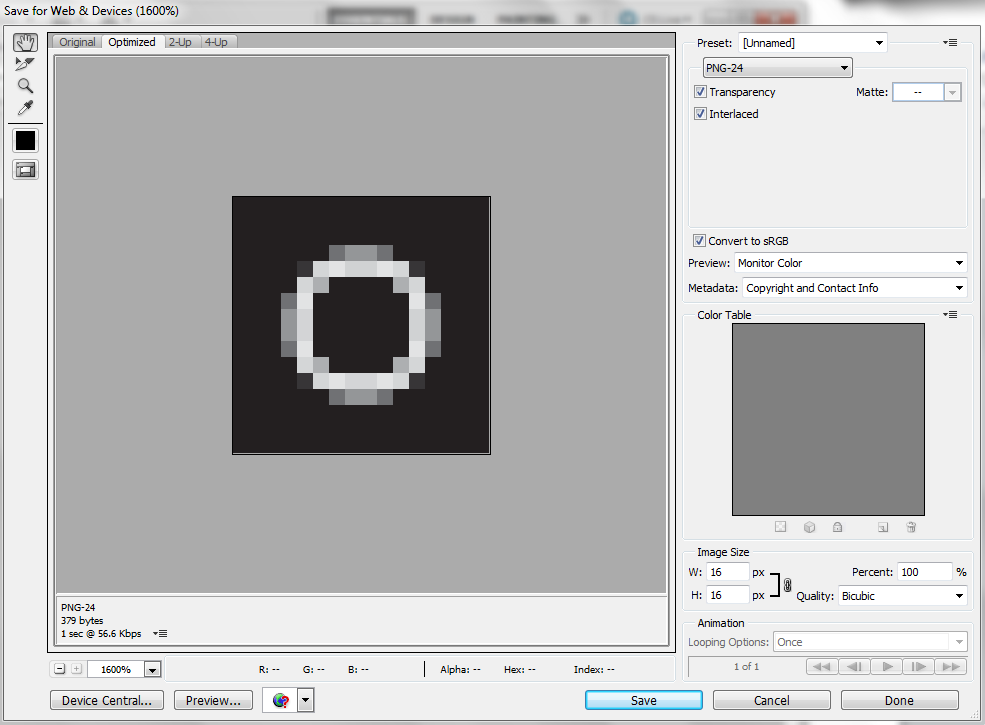 Save for Web & Devices (1600%)
Original Optimized 2-Up 4-Up
Preset: [Unnamed]
PNG-24
Transparency Matte: --
Interlaced
Convert to sRGB
Preview: Monitor Color
Metadata: Copyright and Contact Info
Color Table
Image Size
W: 16 px Percent: 100 %
H: 16 px Quality: Bicubic
PNG-24
379 bytes
1 sec @ 56.6 Kbps
Animation
Looping Options: Once
1 of 1
1600% R: -- G: -- B: -- Alpha: -- Hex: -- Index: --
Device Central... Preview... Save Cancel Done